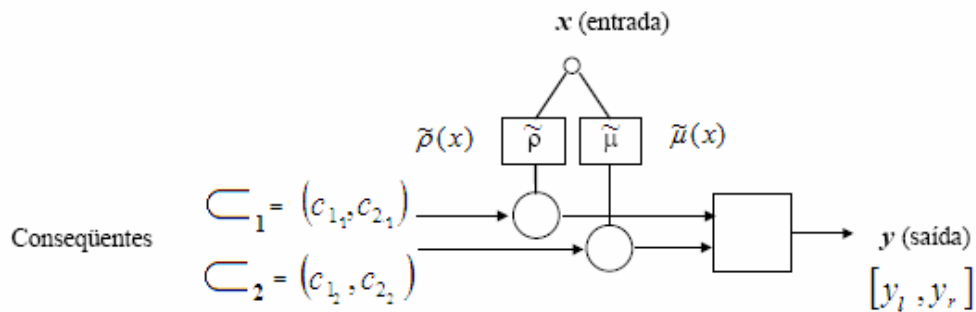 x (entrada)
ρ̃(x) ρ̃ μ̃ μ̃(x)
⊂₁ = (c₁₁, c₂₁)
Conseqüentes
y (saída)
⊂₂ = (c₁₂, c₂₂)
[yₗ , yᵣ]